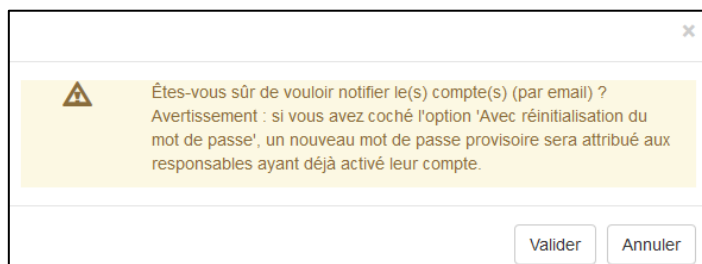 ×
Êtes-vous sûr de vouloir notifier le(s) compte(s) (par email) ?
Avertissement : si vous avez coché l'option 'Avec réinitialisation du
mot de passe', un nouveau mot de passe provisoire sera attribué aux
responsables ayant déjà activé leur compte.
Valider Annuler